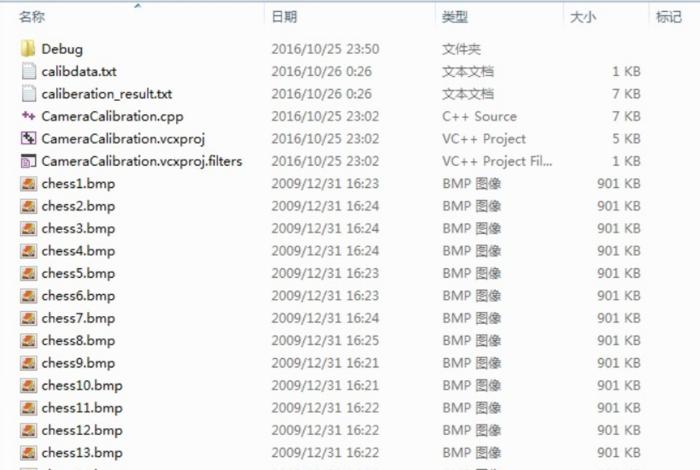 名称 日期 类型 大小 标记
Debug 2016/10/25 23:50 文件夹
calibdata.txt 2016/10/26 0:26 文本文档 1 KB
caliberation_result.txt 2016/10/26 0:26 文本文档 7 KB
CameraCalibration.cpp 2016/10/25 23:02 C++ Source 7 KB
CameraCalibration.vcxproj 2016/10/25 23:02 VC++ Project 5 KB
CameraCalibration.vcxproj.filters 2016/10/25 23:02 VC++ Project Fil... 1 KB
chess1.bmp 2009/12/31 16:23 BMP 图像 901 KB
chess2.bmp 2009/12/31 16:24 BMP 图像 901 KB
chess3.bmp 2009/12/31 16:24 BMP 图像 901 KB
chess4.bmp 2009/12/31 16:24 BMP 图像 901 KB
chess5.bmp 2009/12/31 16:23 BMP 图像 901 KB
chess6.bmp 2009/12/31 16:23 BMP 图像 901 KB
chess7.bmp 2009/12/31 16:24 BMP 图像 901 KB
chess8.bmp 2009/12/31 16:25 BMP 图像 901 KB
chess9.bmp 2009/12/31 16:21 BMP 图像 901 KB
chess10.bmp 2009/12/31 16:21 BMP 图像 901 KB
chess11.bmp 2009/12/31 16:22 BMP 图像 901 KB
chess12.bmp 2009/12/31 16:22 BMP 图像 901 KB
chess13.bmp 2009/12/31 16:22 BMP 图像 901 KB